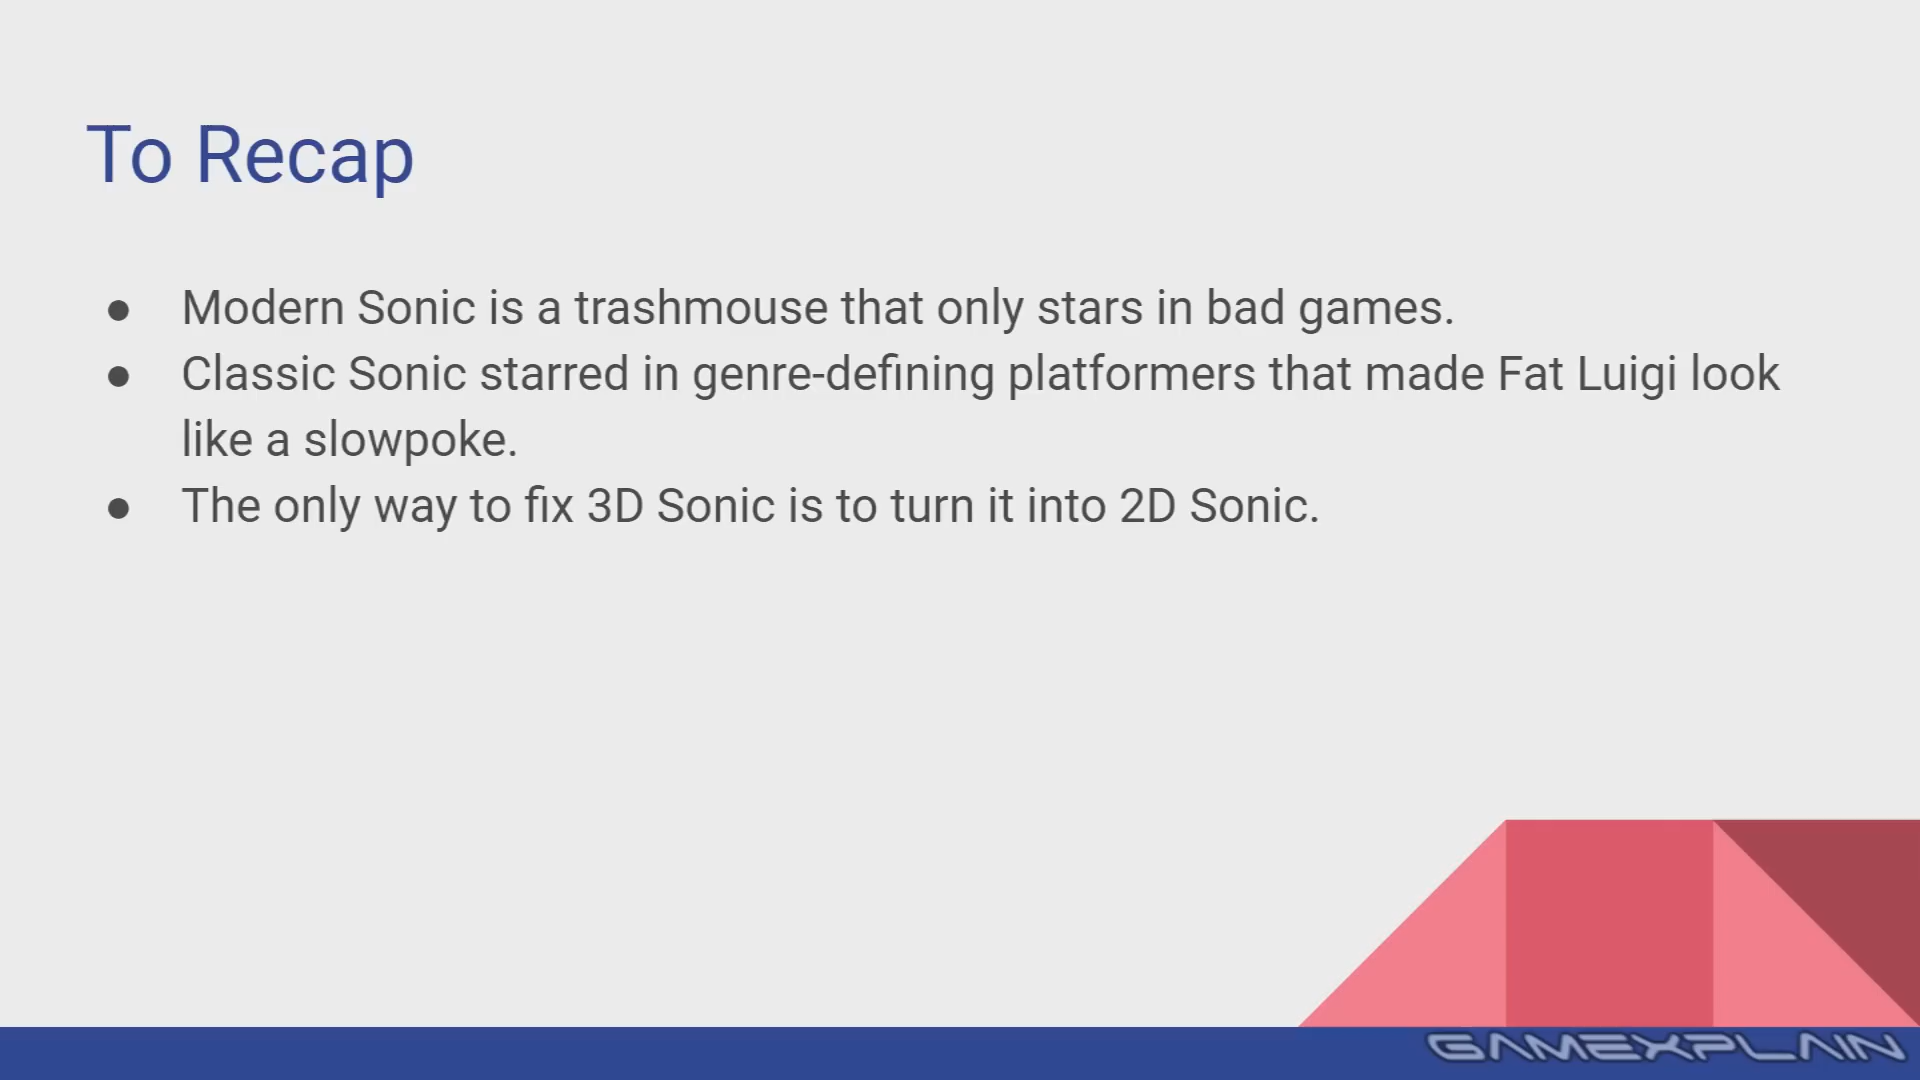 To Recap
● Modern Sonic is a trashmouse that only stars in bad games.
● Classic Sonic starred in genre-defining platformers that made Fat Luigi look
like a slowpoke.
● The only way to fix 3D Sonic is to turn it into 2D Sonic.
GAMEXPLAIN